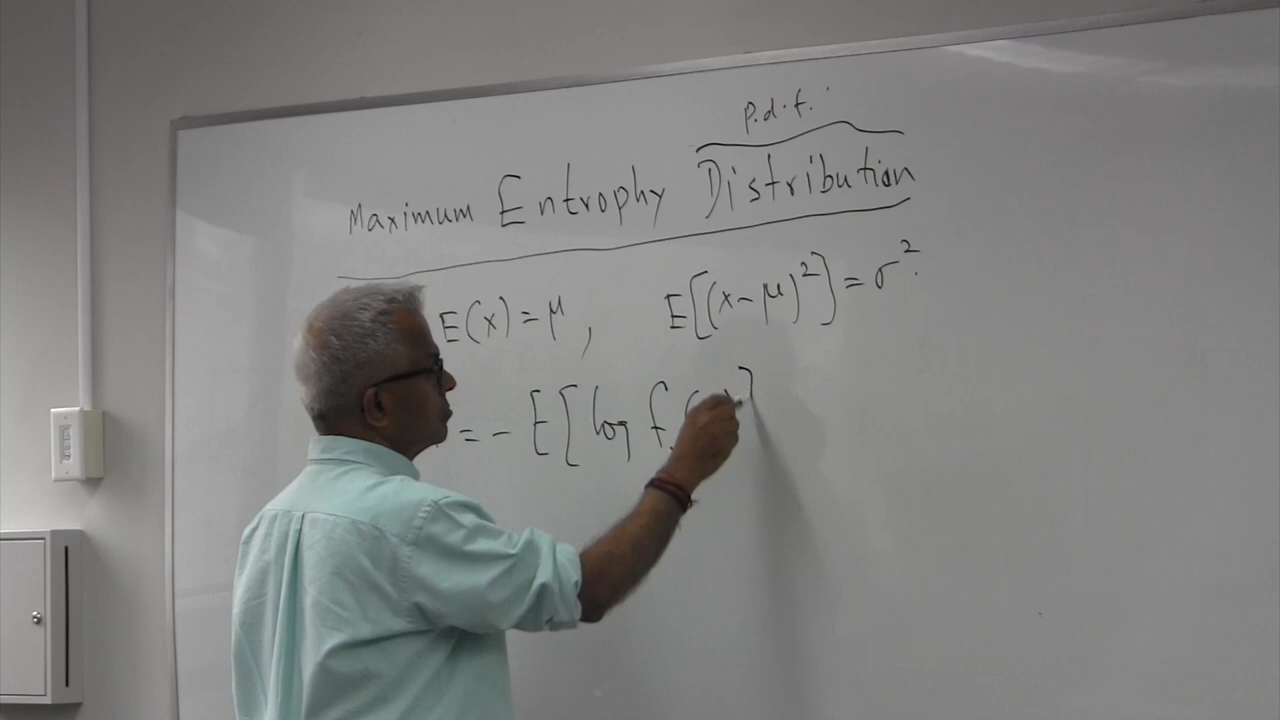 p.d.f.
Maximum Entrophy Distribution
E(x) = μ, E[(x-μ)²] = σ².
= - E[log f